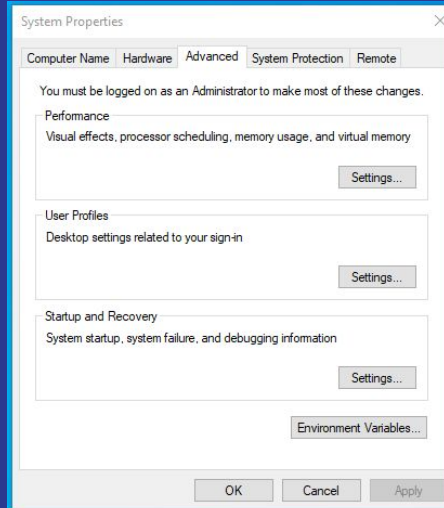 System Properties
Computer Name Hardware Advanced System Protection Remote
You must be logged on as an Administrator to make most of these changes.
Performance
Visual effects, processor scheduling, memory usage, and virtual memory
Settings...
User Profiles
Desktop settings related to your sign-in
Settings...
Startup and Recovery
System startup, system failure, and debugging information
Settings...
Environment Variables...
OK Cancel Apply